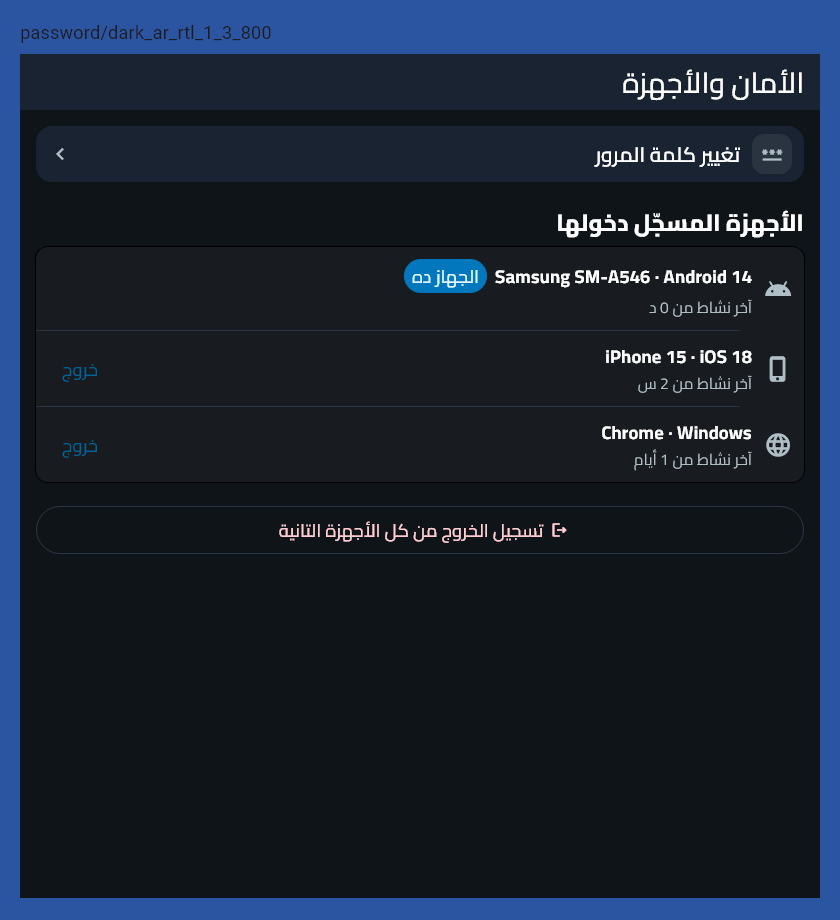 password/dark_ar_rtl_1_3_800
الأمان والأجهزة
تغيير كلمة المرور
الأجهزة المسجّل دخولها
Samsung SM-A546 · Android 14 الجهاز ده
آخر نشاط من 0 د
iPhone 15 · iOS 18
آخر نشاط من 2 س
خروج
Chrome · Windows
آخر نشاط من 1 أيام
خروج
تسجيل الخروج من كل الأجهزة التانية